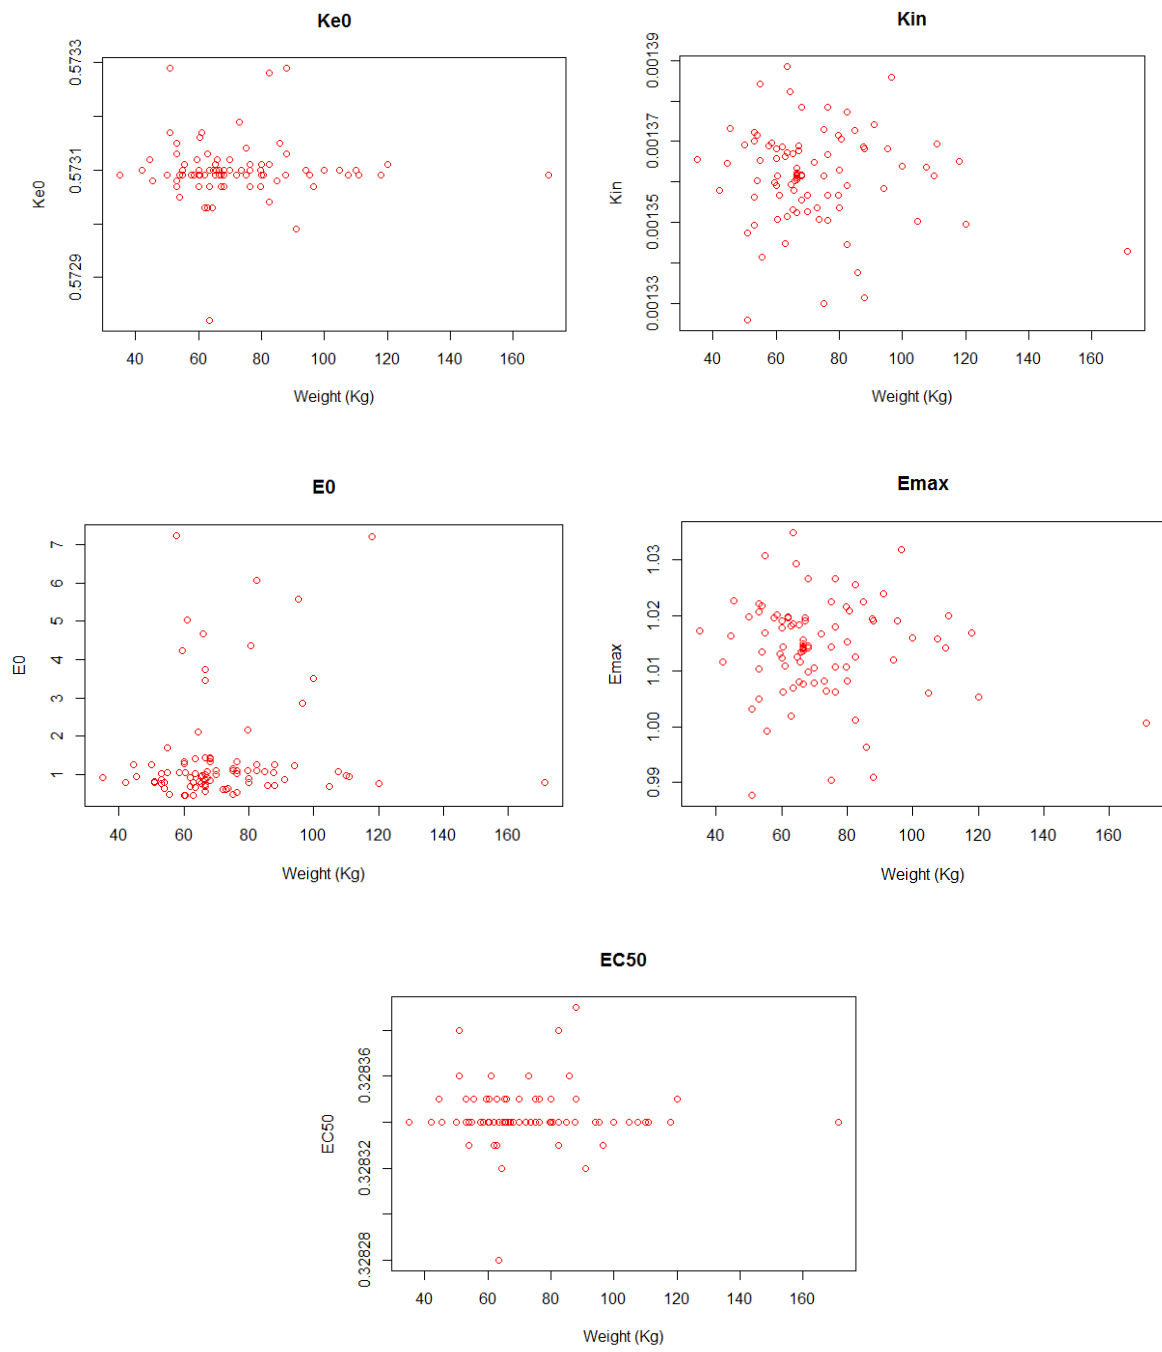 Ke0
Ke0
0.5733
0.5731
0.5729
40 60 80 100 120 140 160
Weight (Kg)
Kin
Kin
0.00139
0.00137
0.00135
0.00133
40 60 80 100 120 140 160
Weight (Kg)
E0
E0
7
6
5
4
3
2
1
40 60 80 100 120 140 160
Weight (Kg)
Emax
Emax
1.03
1.02
1.01
1.00
0.99
40 60 80 100 120 140 160
Weight (Kg)
EC50
EC50
0.32836
0.32832
0.32828
40 60 80 100 120 140 160
Weight (Kg)